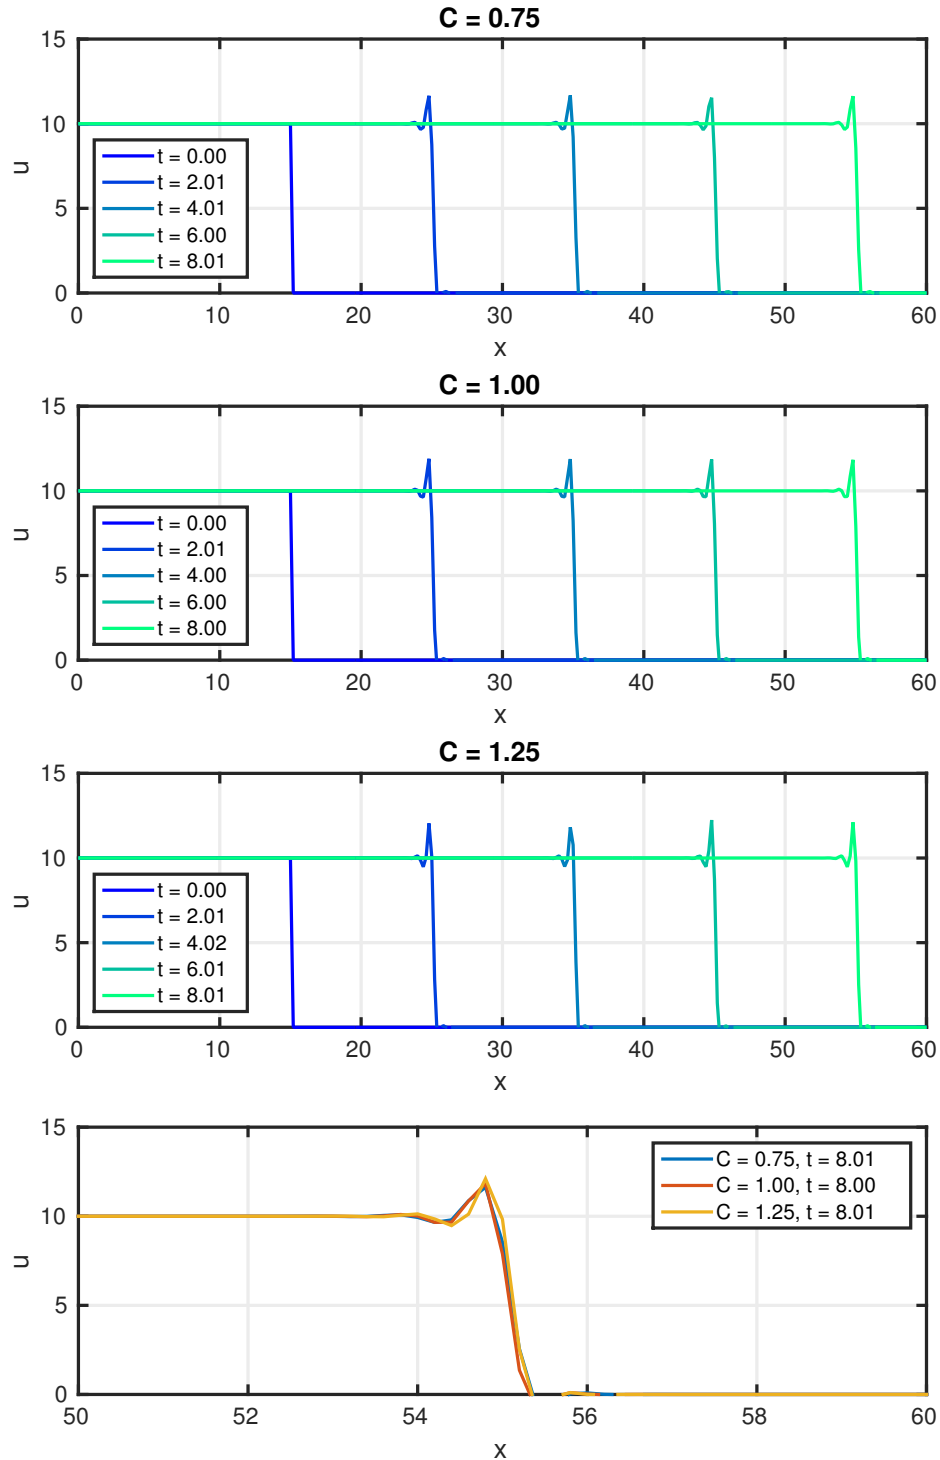 C = 0.75
15
10
5
0
u
t = 0.00
t = 2.01
t = 4.01
t = 6.00
t = 8.01
0 10 20 30 40 50 60
x
C = 1.00
15
10
5
0
u
t = 0.00
t = 2.01
t = 4.00
t = 6.00
t = 8.00
0 10 20 30 40 50 60
x
C = 1.25
15
10
5
0
u
t = 0.00
t = 2.01
t = 4.02
t = 6.01
t = 8.01
0 10 20 30 40 50 60
x
15
10
5
0
u
C = 0.75, t = 8.01
C = 1.00, t = 8.00
C = 1.25, t = 8.01
50 52 54 56 58 60
x